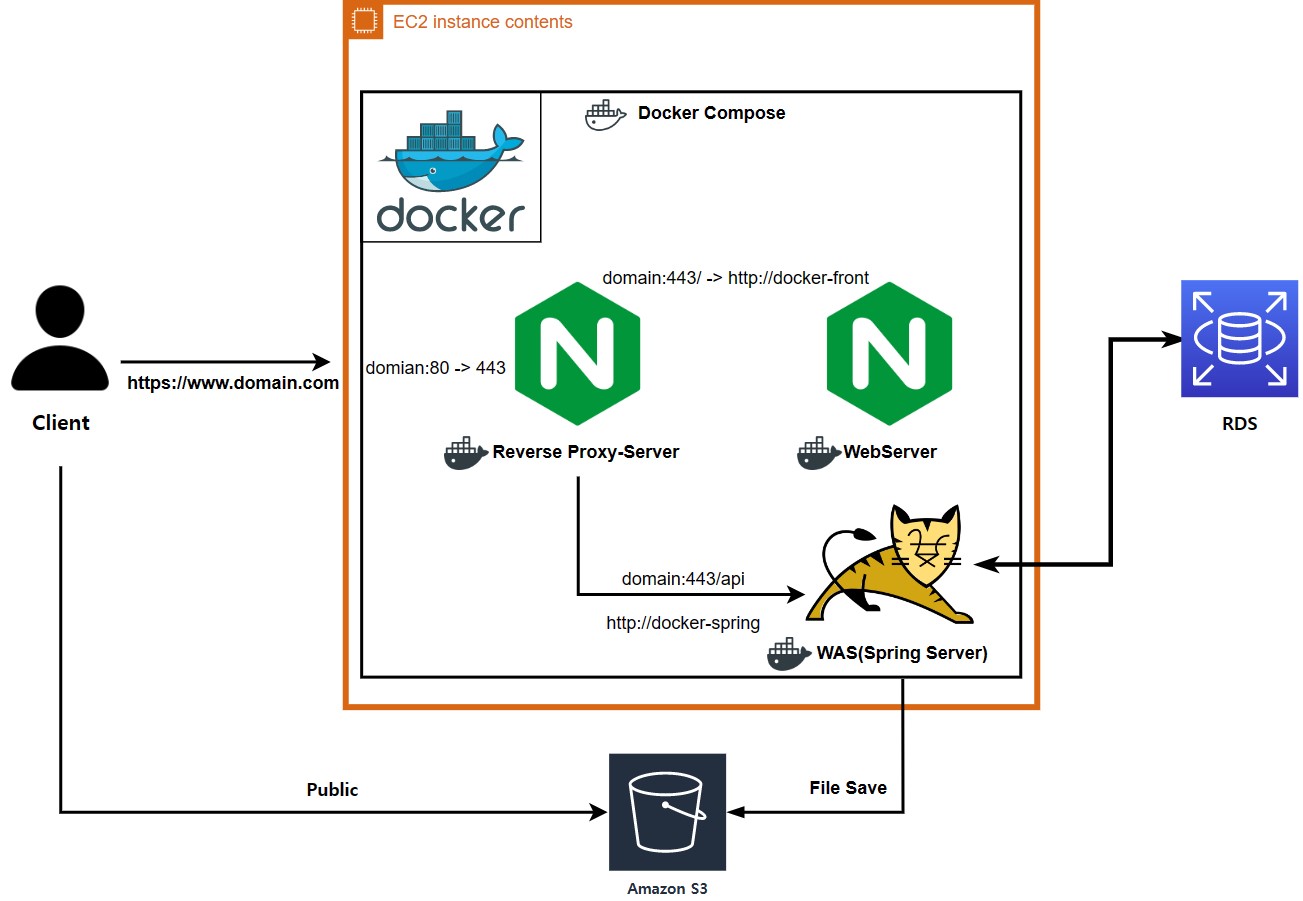 EC2 instance contents
Docker Compose
docker
domain:443/ -> http://docker-front
domian:80 -> 443
https://www.domain.com
Client
Reverse Proxy-Server
WebServer
RDS
domain:443/api
http://docker-spring
WAS(Spring Server)
Public
File Save
Amazon S3